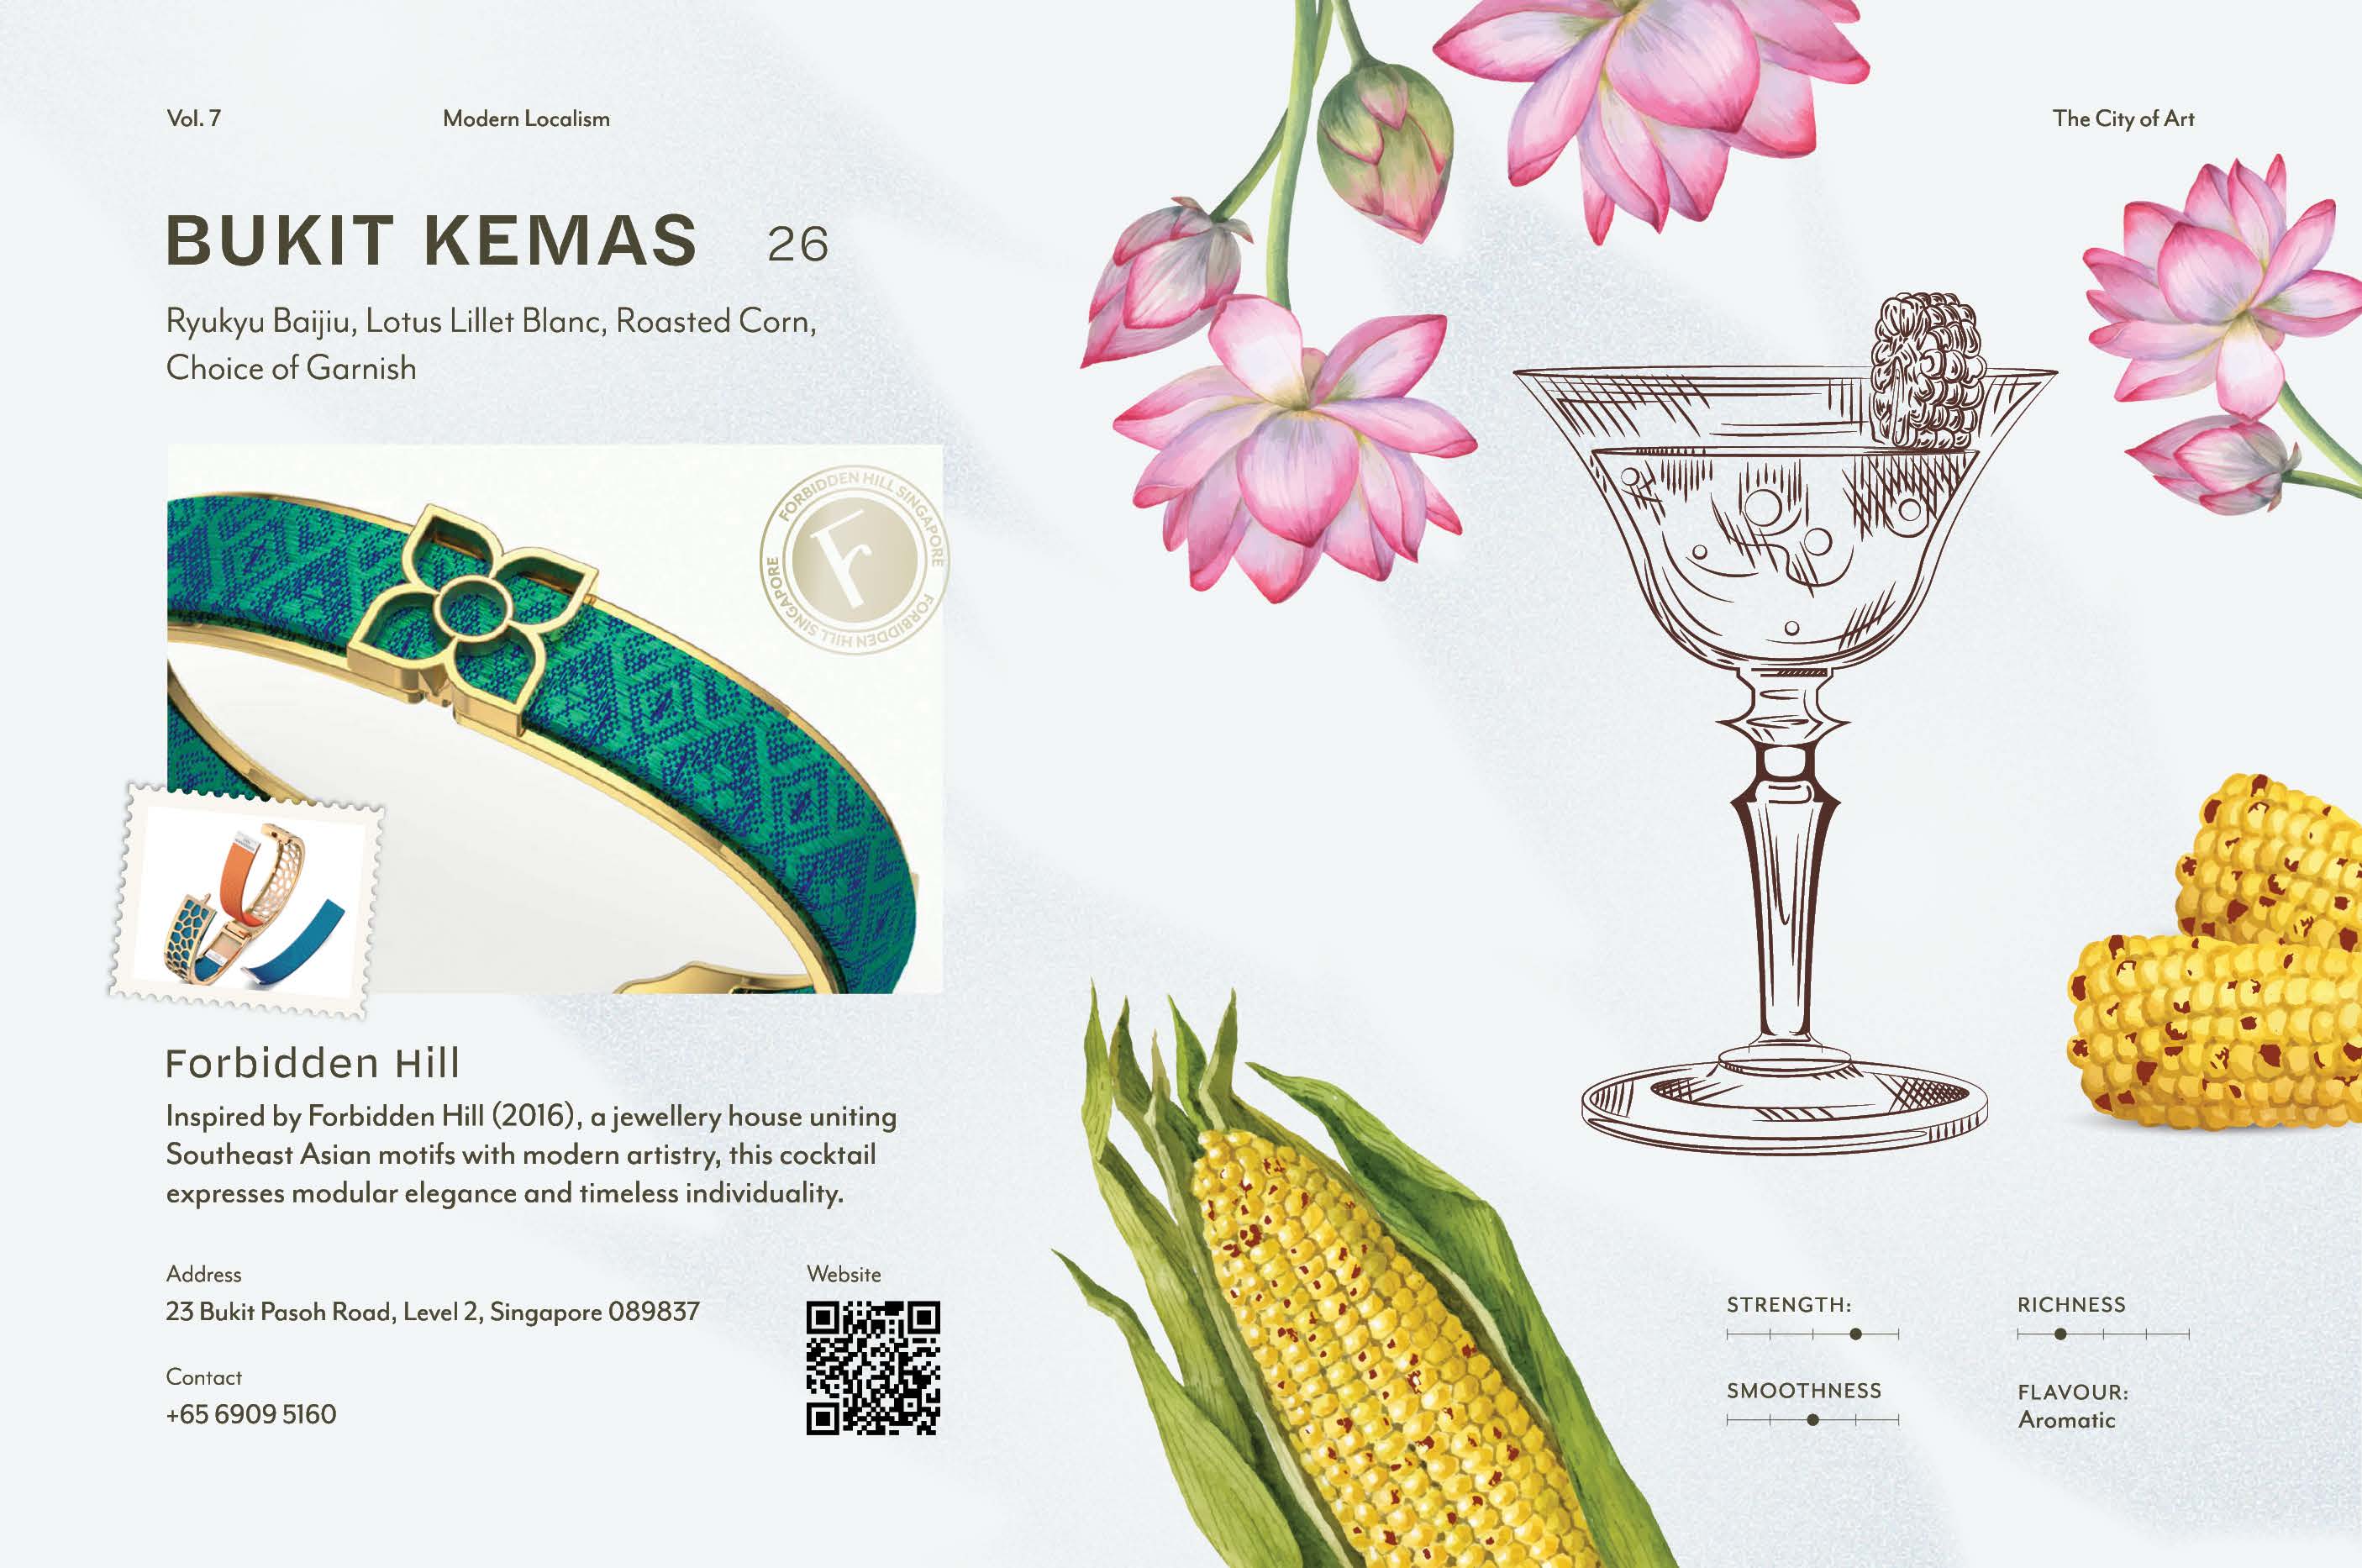 Vol. 7
Modern Localism
The City of Art
BUKIT KEMAS 26
Ryukyu Baijiu, Lotus Lillet Blanc, Roasted Corn,
Choice of Garnish
FORBIDDEN HILL SINGAPORE
FORBIDDEN HILL SINGAPORE
F
Forbidden Hill
Inspired by Forbidden Hill (2016), a jewellery house uniting
Southeast Asian motifs with modern artistry, this cocktail
expresses modular elegance and timeless individuality.
Address
23 Bukit Pasoh Road, Level 2, Singapore 089837
Contact
+65 6909 5160
Website
STRENGTH:
RICHNESS
SMOOTHNESS
FLAVOUR:
Aromatic